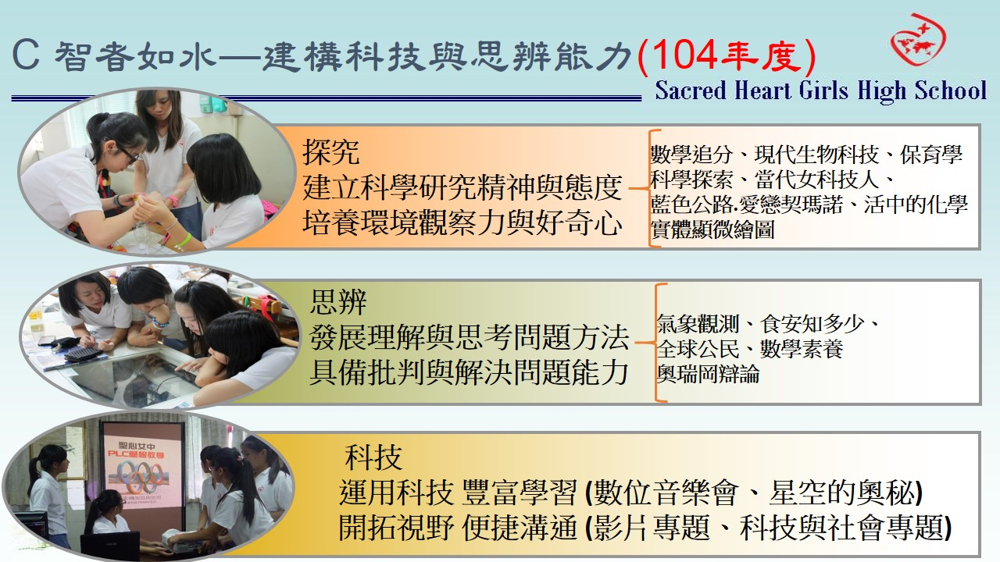 C 智者如水—建構科技與思辨能力(104年度)
Sacred Heart Girls High School
探究
建立科學研究精神與態度
培養環境觀察力與好奇心
數學追分、現代生物科技、保育學
科學探索、當代女科技人、
藍色公路.愛戀契瑪諾、活中的化學
實體顯微繪圖
思辨
發展理解與思考問題方法
具備批判與解決問題能力
氣象觀測、食安知多少、
全球公民、數學素養
奧瑞岡辯論
聖心女中
PLC簡報教學
科技
運用科技 豐富學習 (數位音樂會、星空的奧秘)
開拓視野 便捷溝通 (影片專題、科技與社會專題)